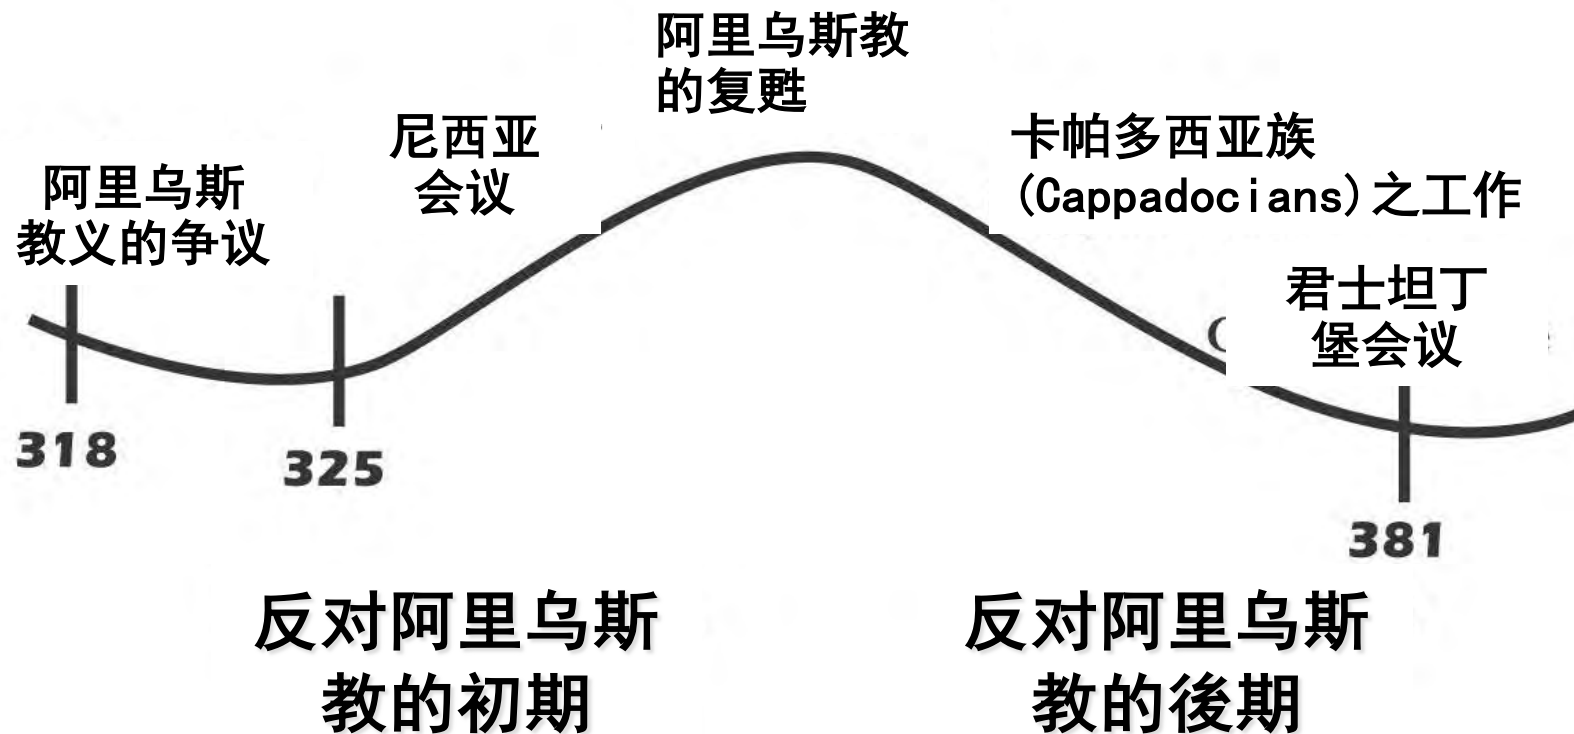 阿里乌斯教
的复甦
尼西亚
会议
卡帕多西亚族
(Cappadocians)之工作
阿里乌斯
教义的争议
君士坦丁
堡会议
318
325
381
反对阿里乌斯
教的初期
反对阿里乌斯
教的後期